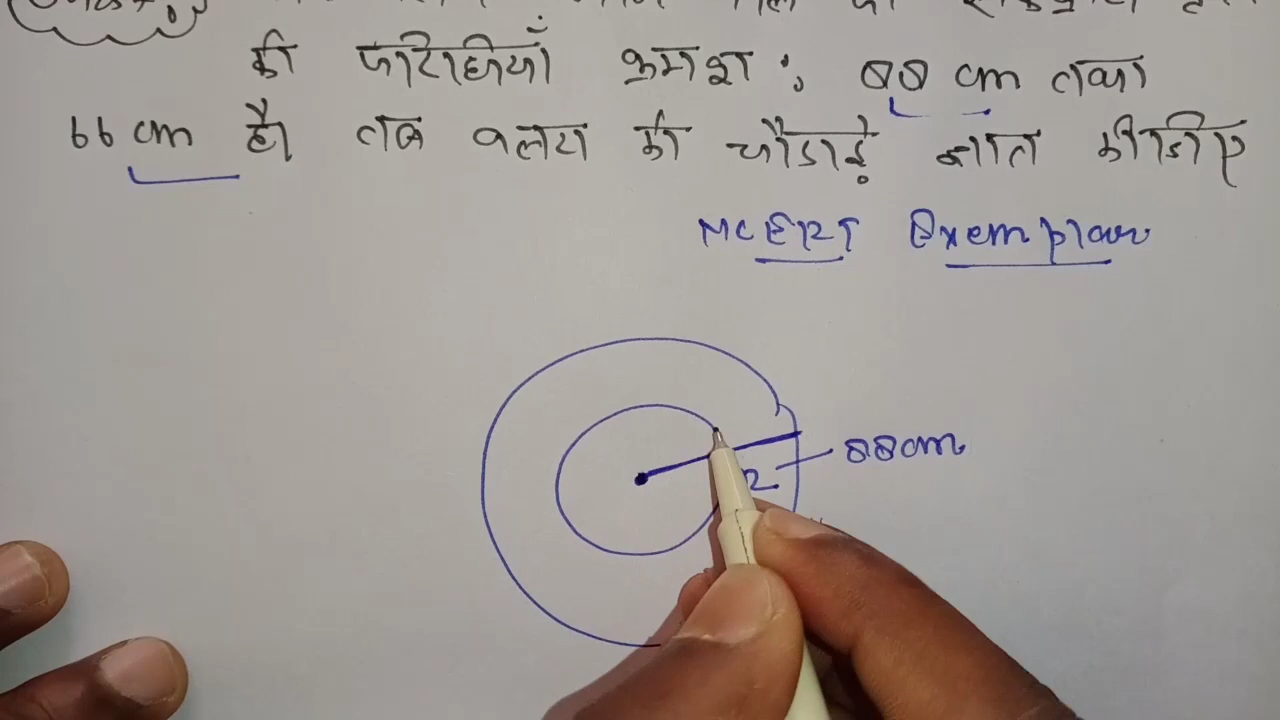 की परिधियाँ क्रमश: 88 cm तथा
66 cm है। तब वलय की चौडाई ज्ञात कीजिए
NCERT Exemplar
88cm